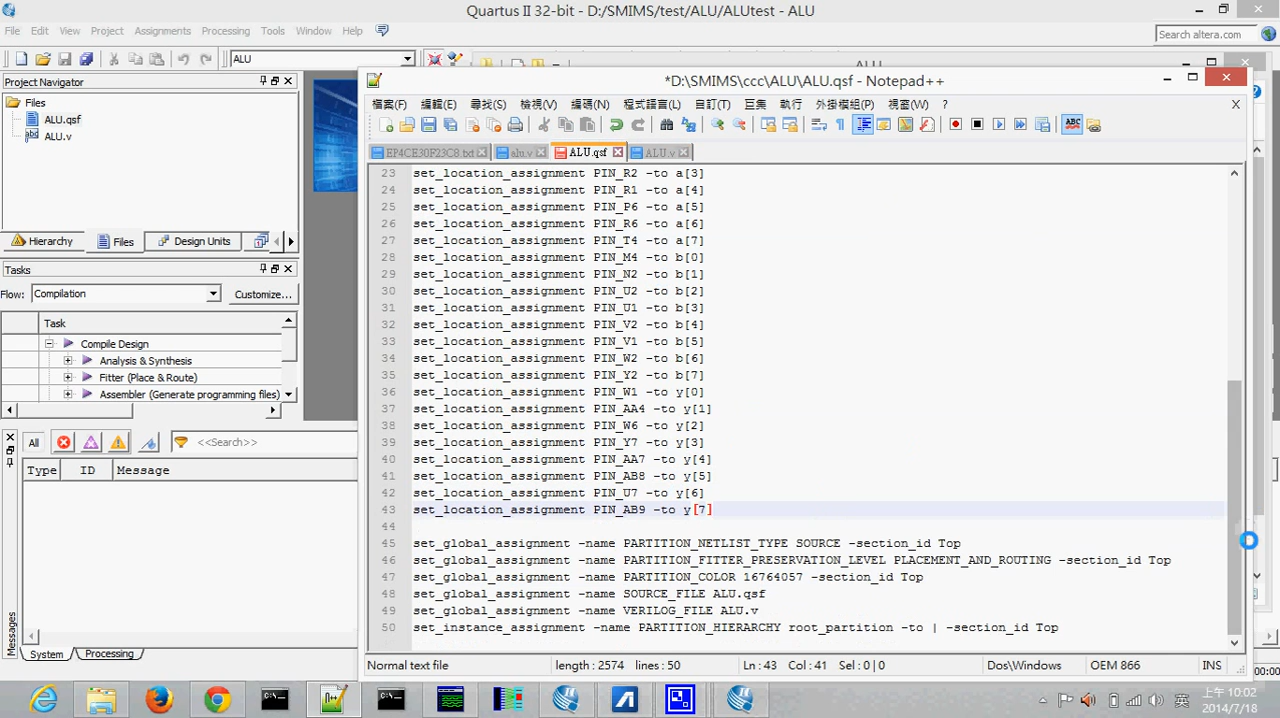 Quartus II 32-bit - D:/SMIMS/test/ALU/ALUtest - ALU
File Edit View Project Assignments Processing Tools Window Help
Search altera.com
ALU
Project Navigator
Files
ALU.qsf
ALU.v
Hierarchy Files Design Units
Tasks
Flow: Compilation Customize...
Task
Compile Design
Analysis & Synthesis
Fitter (Place & Route)
Assembler (Generate programming files)
All <<Search>>
Type ID Message
System Processing
Messages
*D:\SMIMS\ccc\ALU\ALU.qsf - Notepad++
檔案(F) 編輯(E) 尋找(S) 檢視(V) 編碼(N) 程式語言(L) 自訂(T) 巨集 執行 外掛模組(P) 視窗(W) ? X
EP4CE30F23C8.txt alu.v ALU.qsf ALU.v
23 set_location_assignment PIN_R2 -to a[3]
24 set_location_assignment PIN_R1 -to a[4]
25 set_location_assignment PIN_P6 -to a[5]
26 set_location_assignment PIN_R6 -to a[6]
27 set_location_assignment PIN_T4 -to a[7]
28 set_location_assignment PIN_M4 -to b[0]
29 set_location_assignment PIN_N2 -to b[1]
30 set_location_assignment PIN_U2 -to b[2]
31 set_location_assignment PIN_U1 -to b[3]
32 set_location_assignment PIN_V2 -to b[4]
33 set_location_assignment PIN_V1 -to b[5]
34 set_location_assignment PIN_W2 -to b[6]
35 set_location_assignment PIN_Y2 -to b[7]
36 set_location_assignment PIN_W1 -to y[0]
37 set_location_assignment PIN_AA4 -to y[1]
38 set_location_assignment PIN_W6 -to y[2]
39 set_location_assignment PIN_Y7 -to y[3]
40 set_location_assignment PIN_AA7 -to y[4]
41 set_location_assignment PIN_AB8 -to y[5]
42 set_location_assignment PIN_U7 -to y[6]
43 set_location_assignment PIN_AB9 -to y[7]
44
45 set_global_assignment -name PARTITION_NETLIST_TYPE SOURCE -section_id Top
46 set_global_assignment -name PARTITION_FITTER_PRESERVATION_LEVEL PLACEMENT_AND_ROUTING -section_id Top
47 set_global_assignment -name PARTITION_COLOR 16764057 -section_id Top
48 set_global_assignment -name SOURCE_FILE ALU.qsf
49 set_global_assignment -name VERILOG_FILE ALU.v
50 set_instance_assignment -name PARTITION_HIERARCHY root_partition -to | -section_id Top
Normal text file length: 2574 lines: 50 Ln: 43 Col: 41 Sel: 0 | 0 Dos\Windows OEM 866 INS
英
上午 10:02
2014/7/18